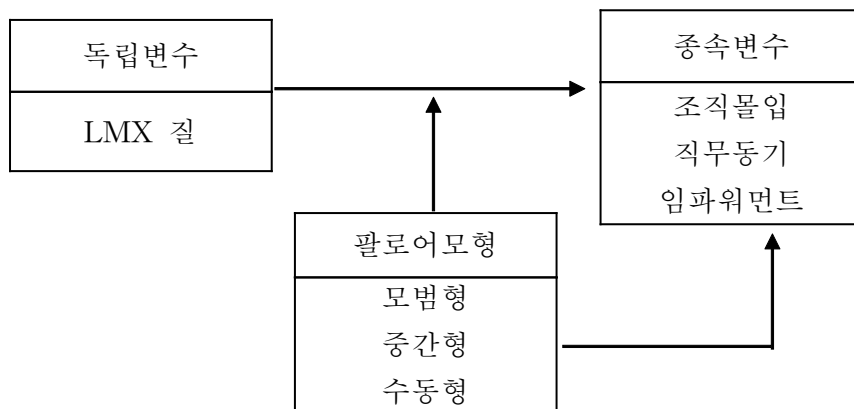 독립변수
LMX 질
종속변수
조직몰입
직무동기
임파워먼트
팔로어모형
모범형
중간형
수동형